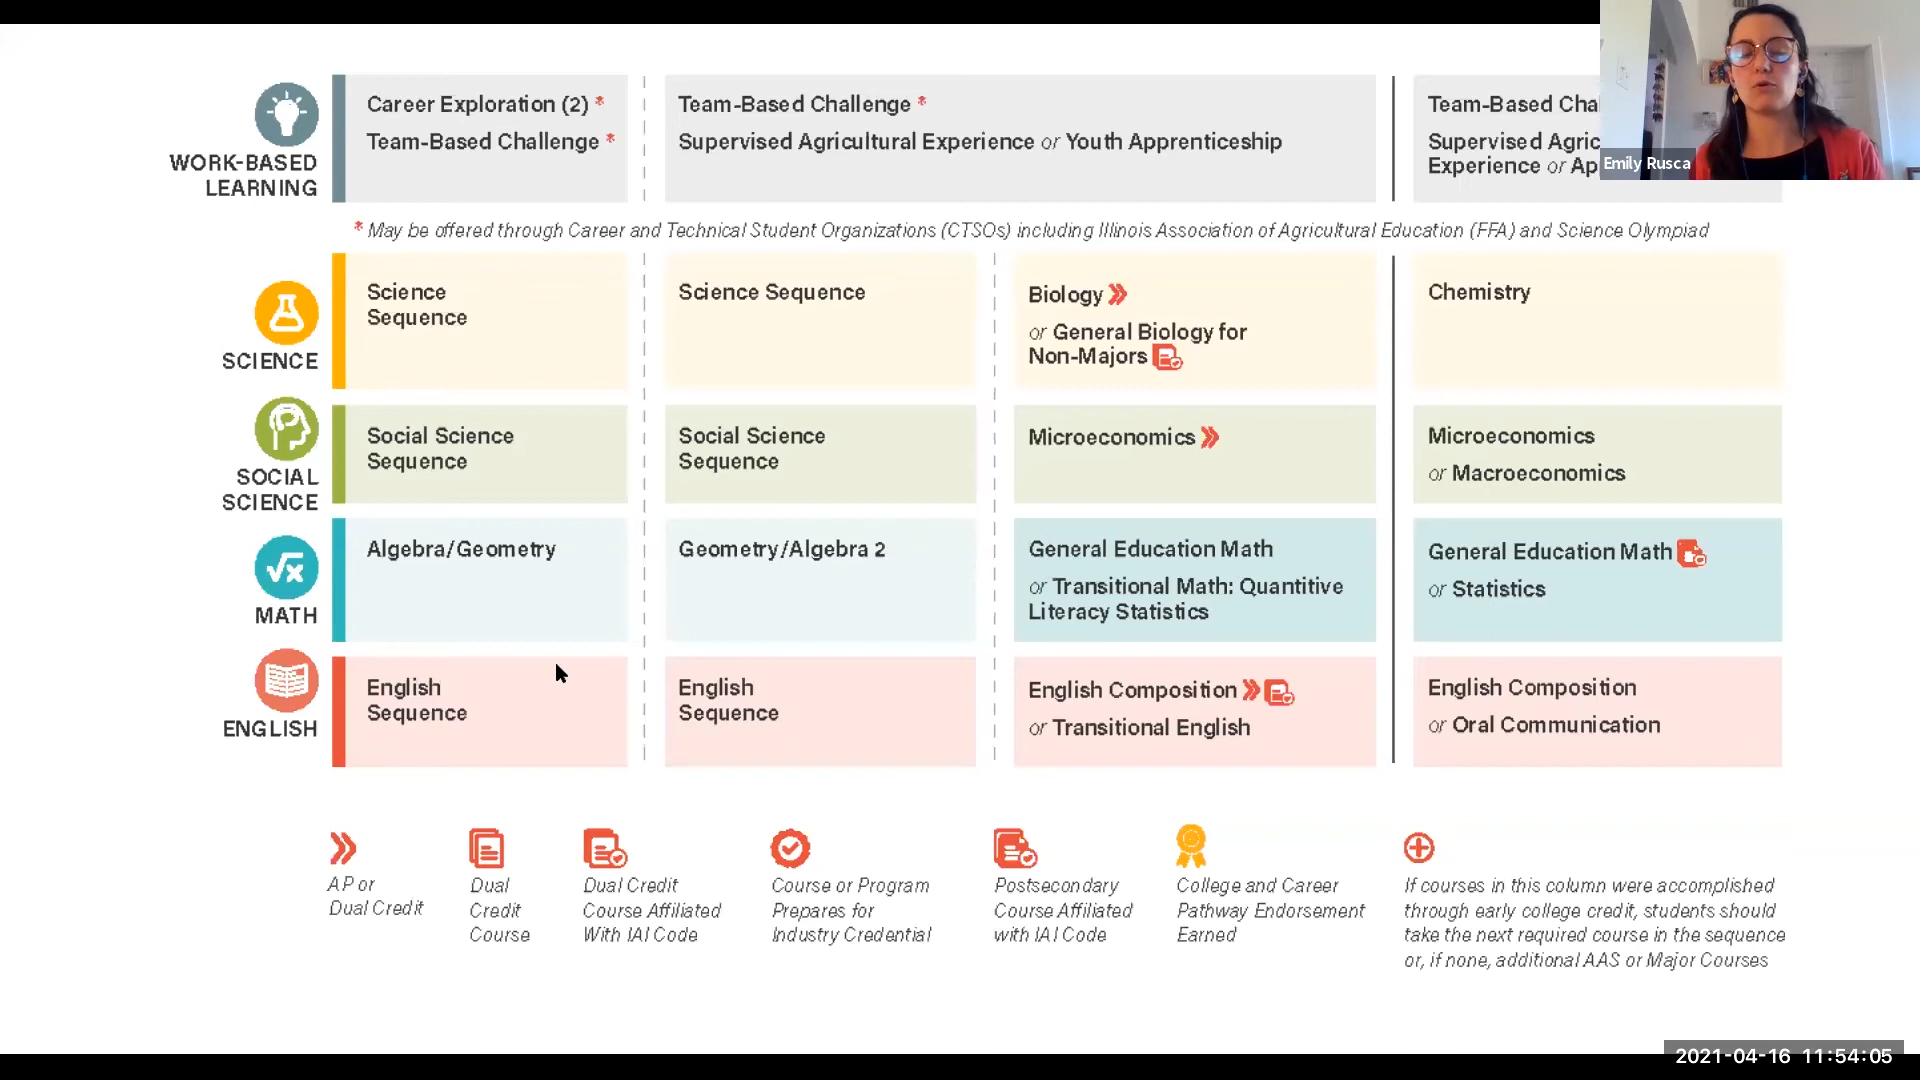 WORK-BASED
LEARNING
Career Exploration (2) *
Team-Based Challenge *
Team-Based Challenge *
Supervised Agricultural Experience or Youth Apprenticeship
Team-Based Cha
Supervised Agric
Experience or Ap
Emily Rusca
* May be offered through Career and Technical Student Organizations (CTSOs) including Illinois Association of Agricultural Education (FFA) and Science Olympiad
SCIENCE
Science
Sequence
Science Sequence
Biology
or General Biology for
Non-Majors
Chemistry
SOCIAL
SCIENCE
Social Science
Sequence
Social Science
Sequence
Microeconomics
Microeconomics
or Macroeconomics
√x
MATH
Algebra/Geometry
Geometry/Algebra 2
General Education Math
or Transitional Math: Quantitive
Literacy Statistics
General Education Math
or Statistics
ENGLISH
English
Sequence
English
Sequence
English Composition
or Transitional English
English Composition
or Oral Communication
AP or
Dual Credit
Dual
Credit
Course
Dual Credit
Course Affiliated
With IAI Code
Course or Program
Prepares for
Industry Credential
Postsecondary
Course Affiliated
with IAI Code
College and Career
Pathway Endorsement
Earned
If courses in this column were accomplished
through early college credit, students should
take the next required course in the sequence
or, if none, additional AAS or Major Courses
2021-04-16 11:54:05